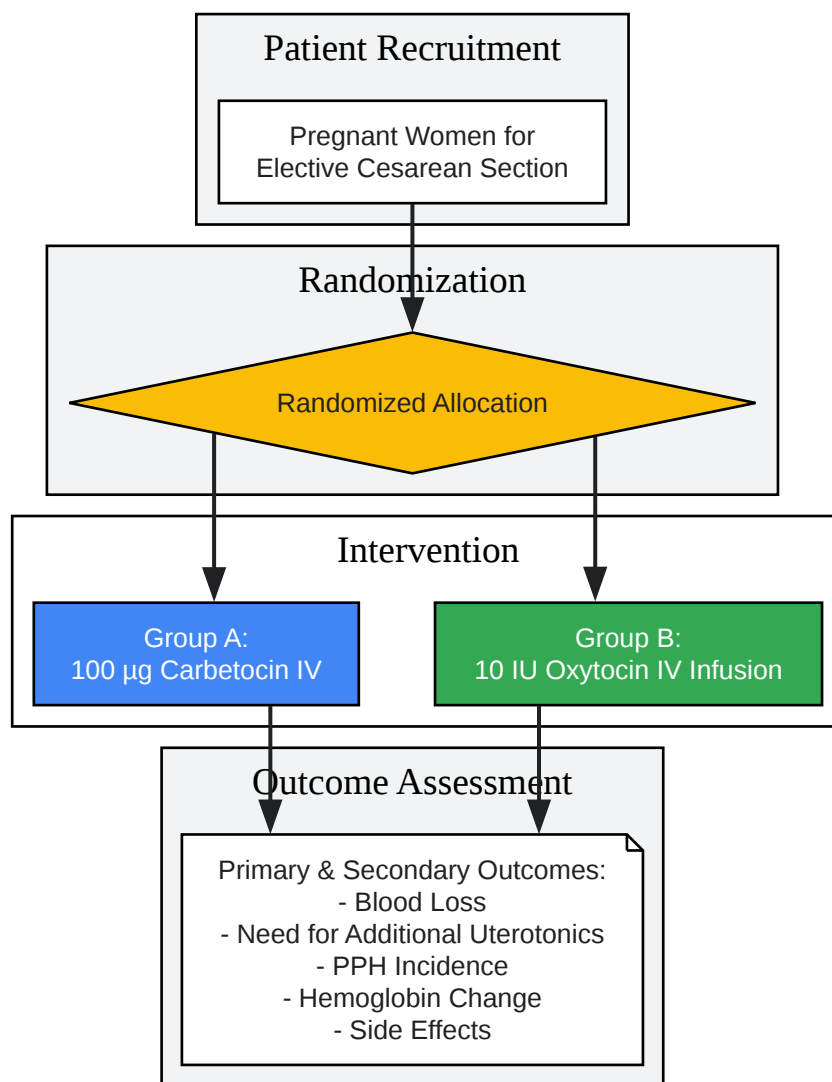 Patient Recruitment
Pregnant Women for
Elective Cesarean Section
Randomization
Randomized Allocation
Intervention
Group A:
100 µg Carbetocin IV
Group B:
10 IU Oxytocin IV Infusion
Outcome Assessment
Primary & Secondary Outcomes:
- Blood Loss
- Need for Additional Uterotonics
- PPH Incidence
- Hemoglobin Change
- Side Effects